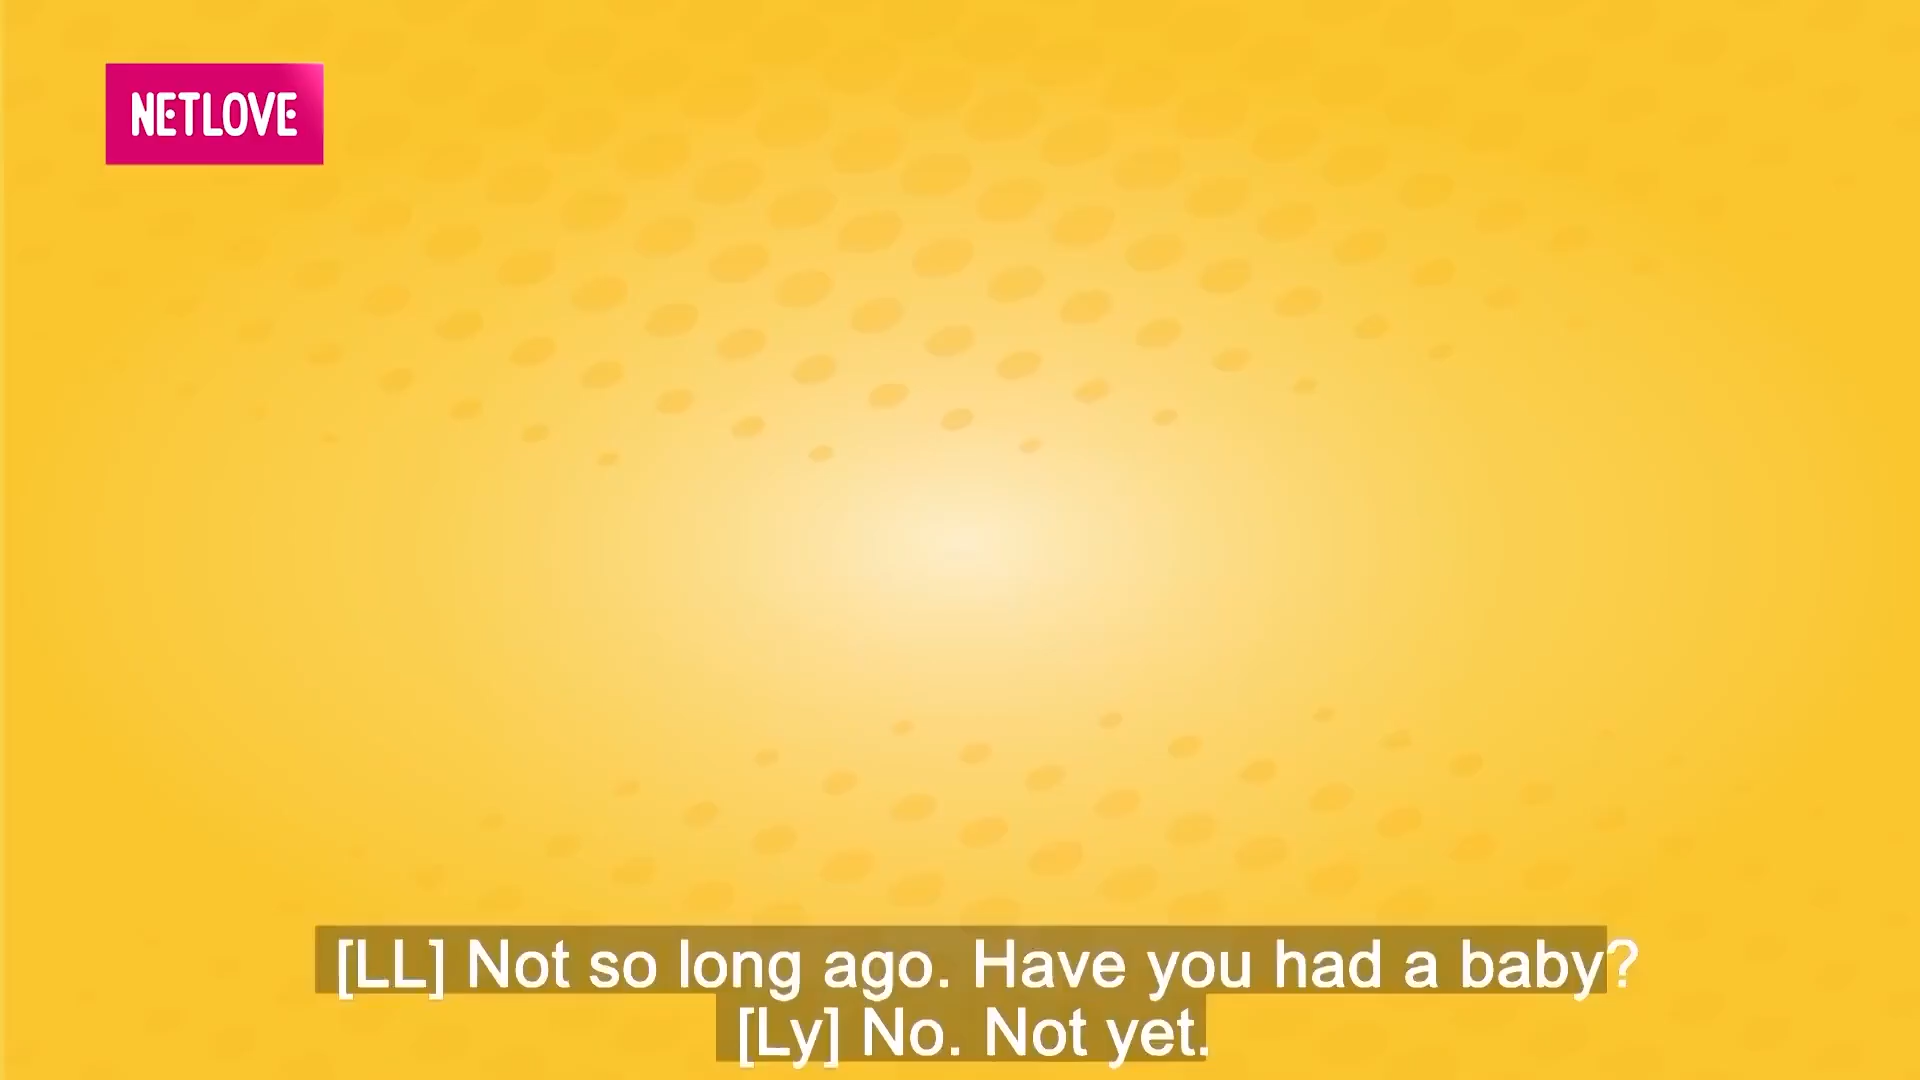 NETLOVE
[LL] Not so long ago. Have you had a baby?
[Ly] No. Not yet.